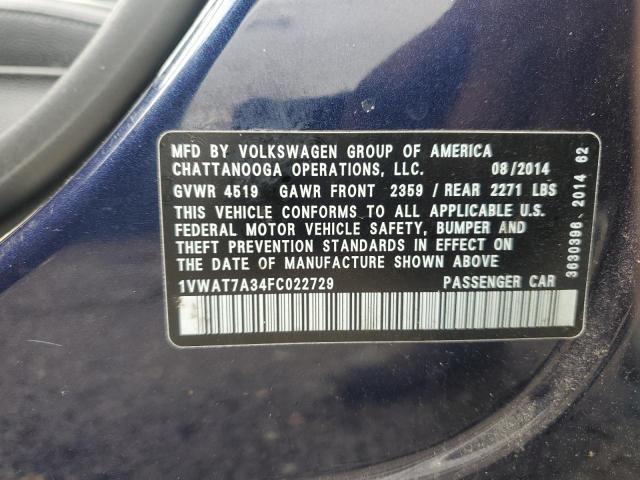 MFD BY VOLKSWAGEN GROUP OF AMERICA
CHATTANOOGA OPERATIONS, LLC. 08/2014
GVWR 4519 GAWR FRONT 2359 / REAR 2271 LBS
THIS VEHICLE CONFORMS TO ALL APPLICABLE U.S.
FEDERAL MOTOR VEHICLE SAFETY, BUMPER AND
THEFT PREVENTION STANDARDS IN EFFECT ON
THE DATE OF MANUFACTURE SHOWN ABOVE
1VWAT7A34FC022729 PASSENGER CAR
3630396 2014 62